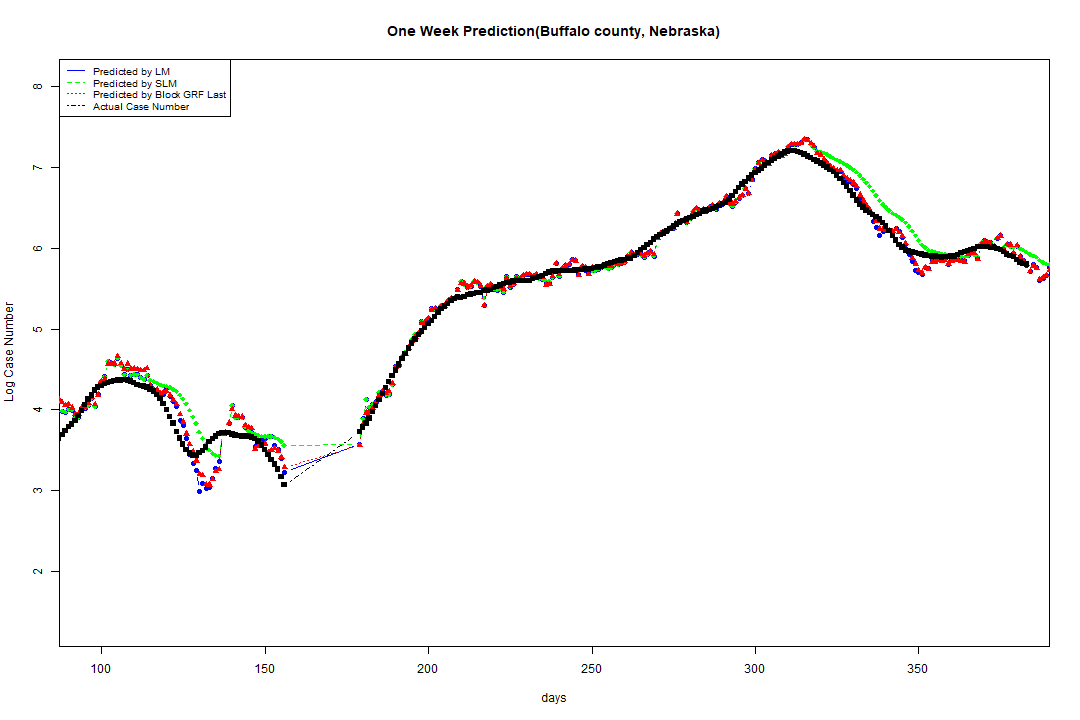 One Week Prediction(Buffalo county, Nebraska)
Predicted by LM
Predicted by SLM
Predicted by Block GRF Last
Actual Case Number
8
7
6
5
4
3
2
Log Case Number
100 150 200 250 300 350
days